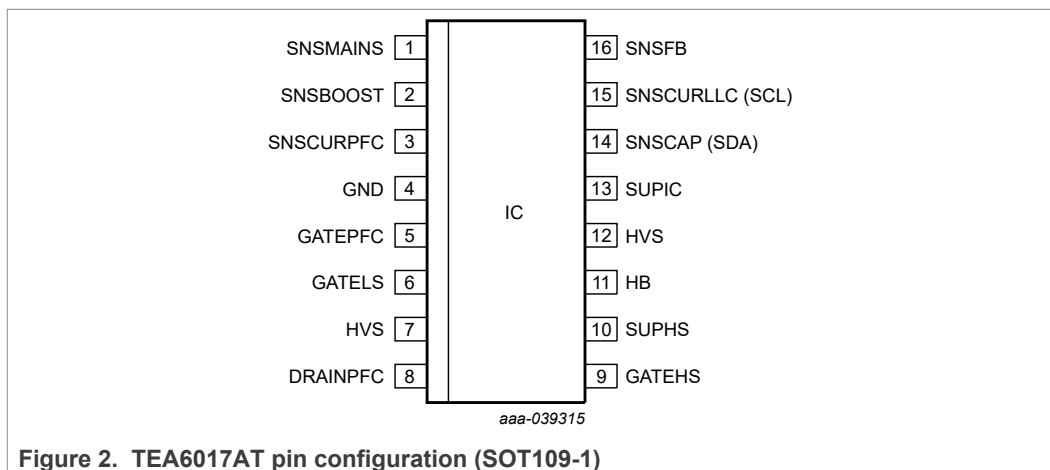 SNSMAINS 1 16 SNSFB
SNSBOOST 2 15 SNSCURLLC (SCL)
SNSCURPFC 3 14 SNSCAP (SDA)
GND 4 13 SUPIC
IC
GATEPFC 5 12 HVS
GATELS 6 11 HB
HVS 7 10 SUPHS
DRAINPFC 8 9 GATEHS
aaa-039315
Figure 2. TEA6017AT pin configuration (SOT109-1)